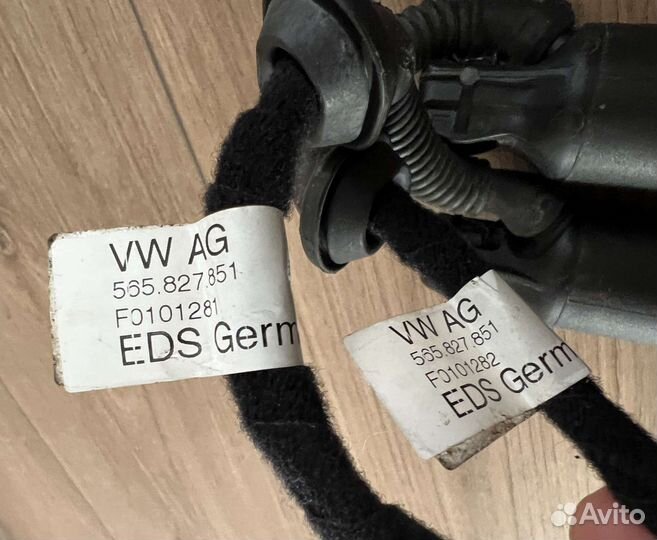 VW AG
565.827.851
F0101281
EDS Germ
VW AG
565.827.851
F0101282
EDS Germ
Avito